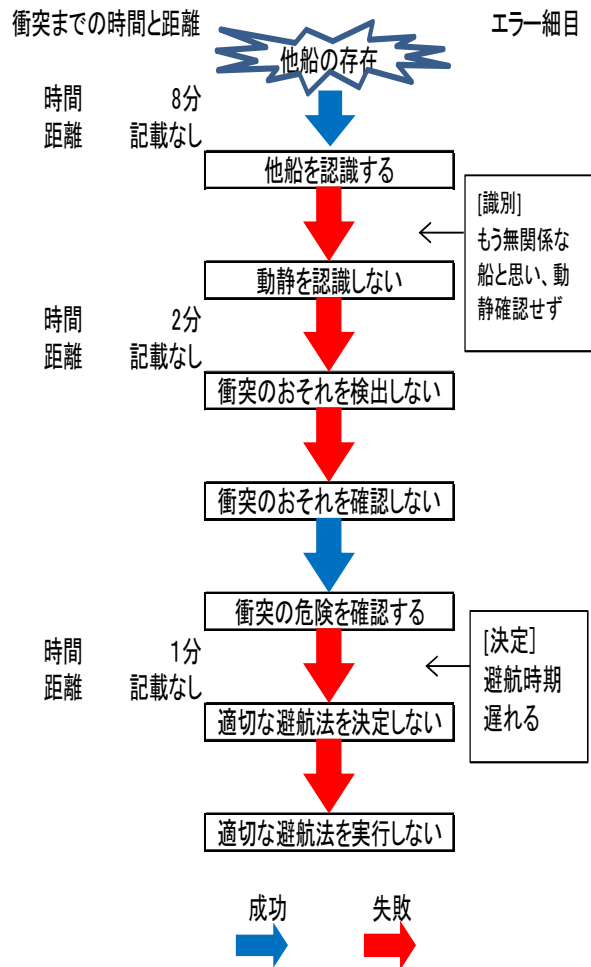 衝突までの時間と距離
エラー細目
他船の存在
時間 8分
距離 記載なし
他船を認識する
[識別]
もう無関係な
船と思い、動
静確認せず
動静を認識しない
時間 2分
距離 記載なし
衝突のおそれを検出しない
衝突のおそれを確認しない
衝突の危険を確認する
時間 1分
距離 記載なし
[決定]
避航時期
遅れる
適切な避航法を決定しない
適切な避航法を実行しない
成功
失敗